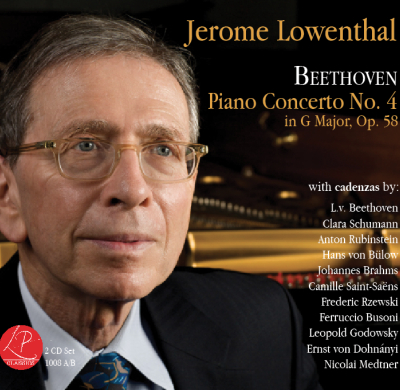 Jerome Lowenthal
BEETHOVEN
Piano Concerto No. 4
in G Major, Op. 58
with cadenzas by:
L.v. Beethoven
Clara Schumann
Anton Rubinstein
Hans von Bülow
Johannes Brahms
Camille Saint-Saëns
Frederic Rzewski
Ferruccio Busoni
Leopold Godowsky
Ernst von Dohnányi
Nicolai Medtner
LP
CLASSICS
2 CD Set
1003 A/B